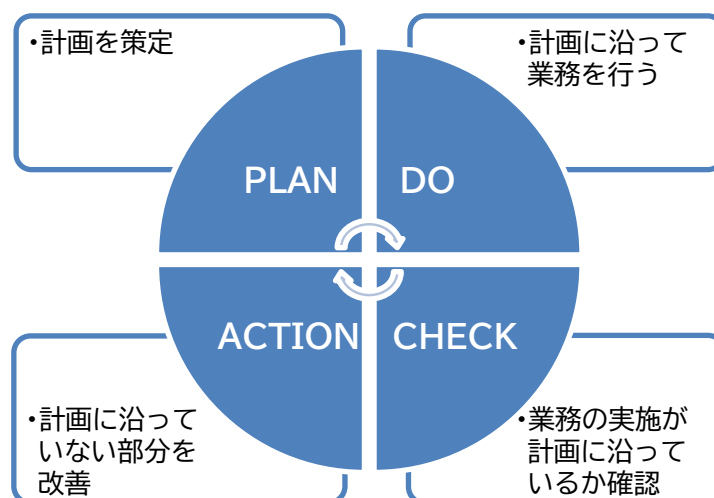 ・計画を策定
・計画に沿って
業務を行う
PLAN
DO
ACTION
CHECK
・計画に沿って
いない部分を
改善
・業務の実施が
計画に沿って
いるか確認